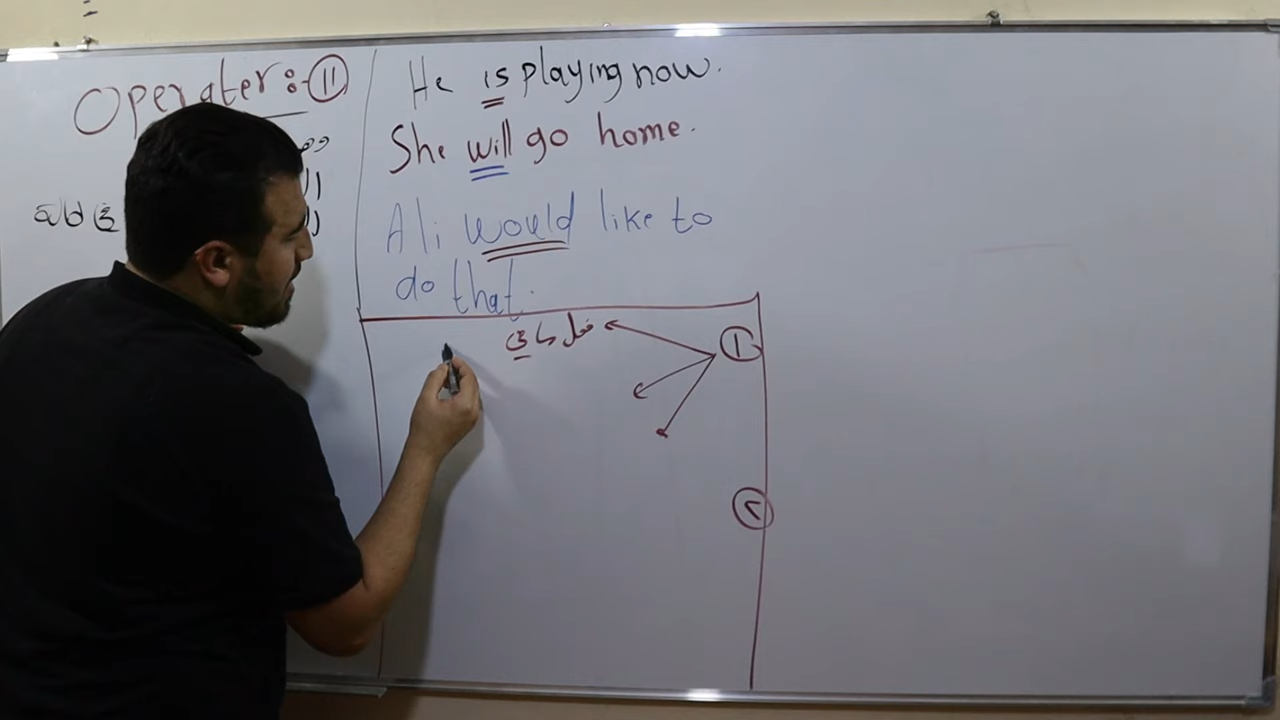 Operater:- ⑪
He is playing now.
She will go home.
Ali would like to
do that.
① فعل ماضي
②